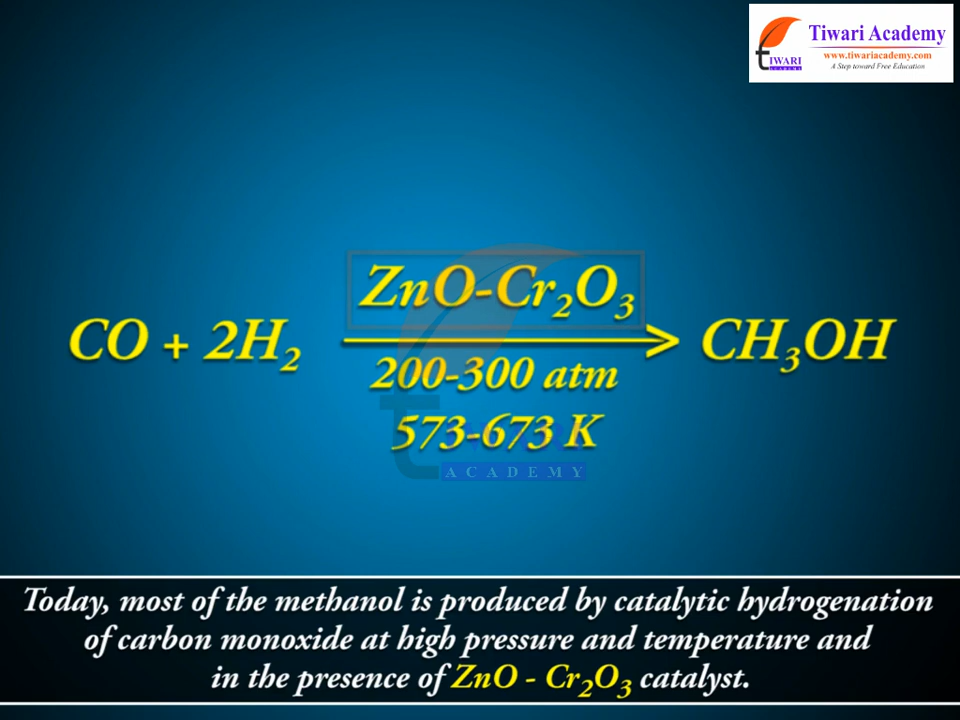 Tiwari Academy
www.tiwariacademy.com
A Step toward Free Education
TIWARI
ACADEMY
ZnO-Cr₂O₃
CO + 2H₂ → CH₃OH
200-300 atm
573-673 K
ACADEMY
Today, most of the methanol is produced by catalytic hydrogenation
of carbon monoxide at high pressure and temperature and
in the presence of ZnO - Cr₂O₃ catalyst.